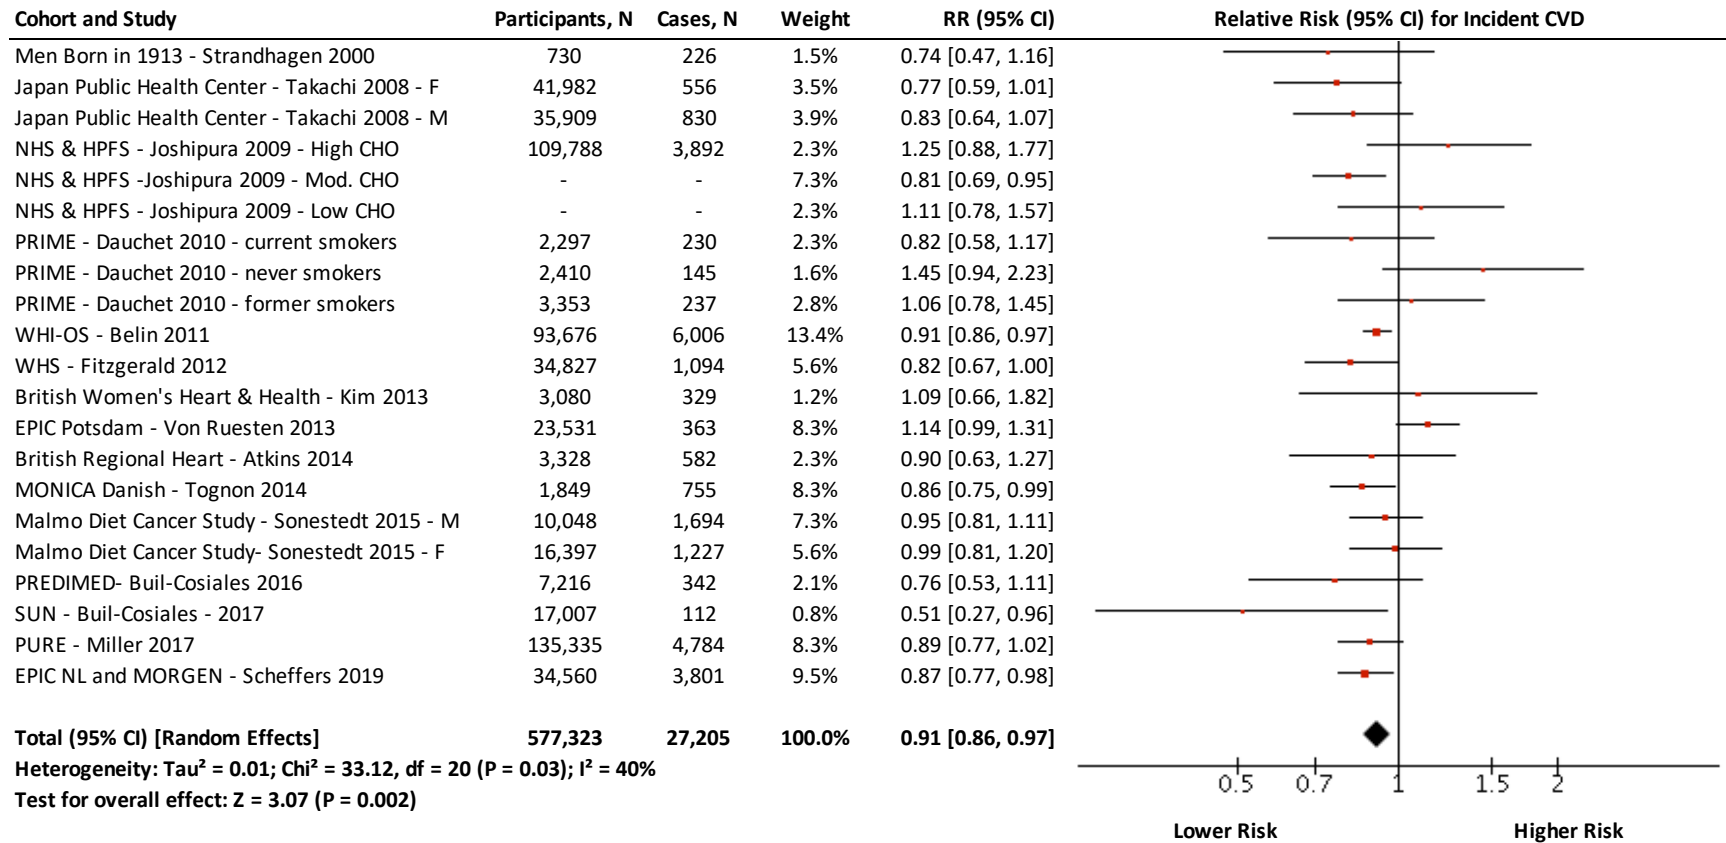 Cohort and Study Participants, N Cases, N Weight RR (95% CI) Relative Risk (95% CI) for Incident CVD
Men Born in 1913 - Strandhagen 2000 730 226 1.5% 0.74 [0.47, 1.16]
Japan Public Health Center - Takachi 2008 - F 41,982 556 3.5% 0.77 [0.59, 1.01]
Japan Public Health Center - Takachi 2008 - M 35,909 830 3.9% 0.83 [0.64, 1.07]
NHS & HPFS - Joshipura 2009 - High CHO 109,788 3,892 2.3% 1.25 [0.88, 1.77]
NHS & HPFS -Joshipura 2009 - Mod. CHO - - 7.3% 0.81 [0.69, 0.95]
NHS & HPFS - Joshipura 2009 - Low CHO - - 2.3% 1.11 [0.78, 1.57]
PRIME - Dauchet 2010 - current smokers 2,297 230 2.3% 0.82 [0.58, 1.17]
PRIME - Dauchet 2010 - never smokers 2,410 145 1.6% 1.45 [0.94, 2.23]
PRIME - Dauchet 2010 - former smokers 3,353 237 2.8% 1.06 [0.78, 1.45]
WHI-OS - Belin 2011 93,676 6,006 13.4% 0.91 [0.86, 0.97]
WHS - Fitzgerald 2012 34,827 1,094 5.6% 0.82 [0.67, 1.00]
British Women's Heart & Health - Kim 2013 3,080 329 1.2% 1.09 [0.66, 1.82]
EPIC Potsdam - Von Ruesten 2013 23,531 363 8.3% 1.14 [0.99, 1.31]
British Regional Heart - Atkins 2014 3,328 582 2.3% 0.90 [0.63, 1.27]
MONICA Danish - Tognon 2014 1,849 755 8.3% 0.86 [0.75, 0.99]
Malmo Diet Cancer Study - Sonestedt 2015 - M 10,048 1,694 7.3% 0.95 [0.81, 1.11]
Malmo Diet Cancer Study- Sonestedt 2015 - F 16,397 1,227 5.6% 0.99 [0.81, 1.20]
PREDIMED- Buil-Cosiales 2016 7,216 342 2.1% 0.76 [0.53, 1.11]
SUN - Buil-Cosiales - 2017 17,007 112 0.8% 0.51 [0.27, 0.96]
PURE - Miller 2017 135,335 4,784 8.3% 0.89 [0.77, 1.02]
EPIC NL and MORGEN - Scheffers 2019 34,560 3,801 9.5% 0.87 [0.77, 0.98]
Total (95% CI) [Random Effects] 577,323 27,205 100.0% 0.91 [0.86, 0.97]
Heterogeneity: Tau² = 0.01; Chi² = 33.12, df = 20 (P = 0.03); I² = 40%
Test for overall effect: Z = 3.07 (P = 0.002)
0.5 0.7 1 1.5 2
Lower Risk Higher Risk